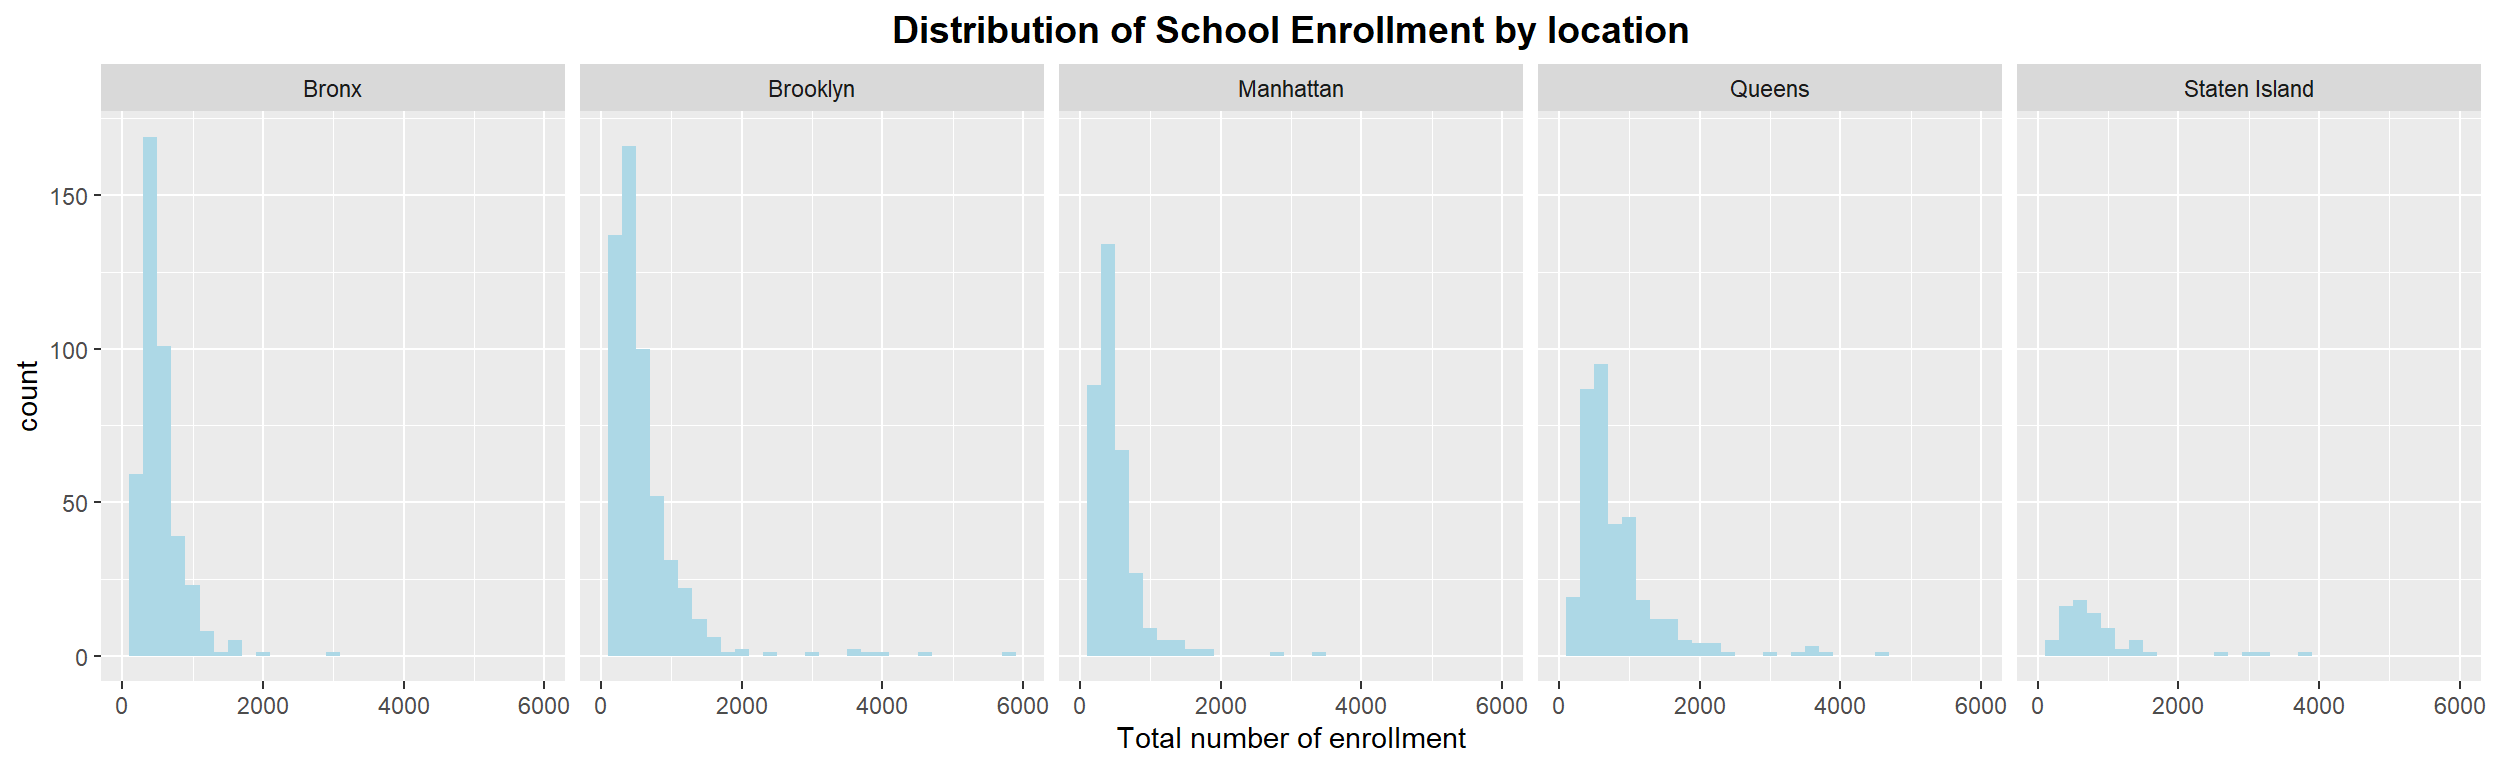 Distribution of School Enrollment by location
Bronx Brooklyn Manhattan Queens Staten Island
150
100
50
0
count
0 2000 4000 6000 0 2000 4000 6000 0 2000 4000 6000 0 2000 4000 6000 0 2000 4000 6000
Total number of enrollment